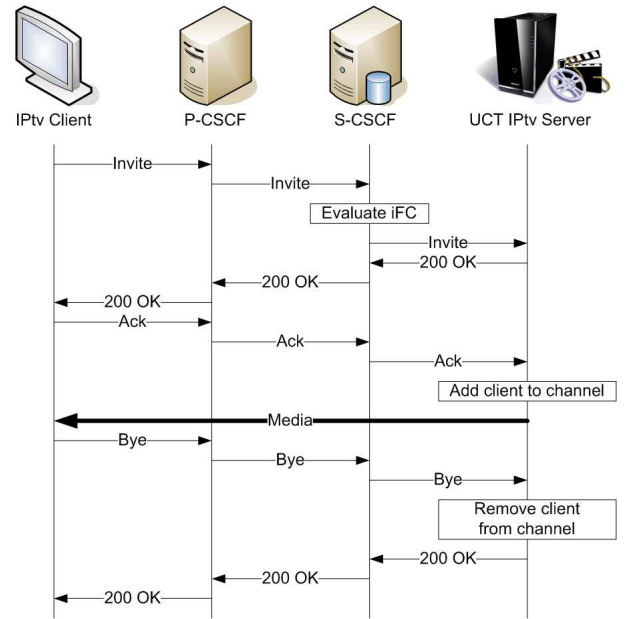 IPtv Client
P-CSCF
S-CSCF
UCT IPtv Server
Invite
Invite
Evaluate iFC
Invite
200 OK
200 OK
200 OK
Ack
Ack
Ack
Add client to channel
Media
Bye
Bye
Bye
Remove client
from channel
200 OK
200 OK
200 OK